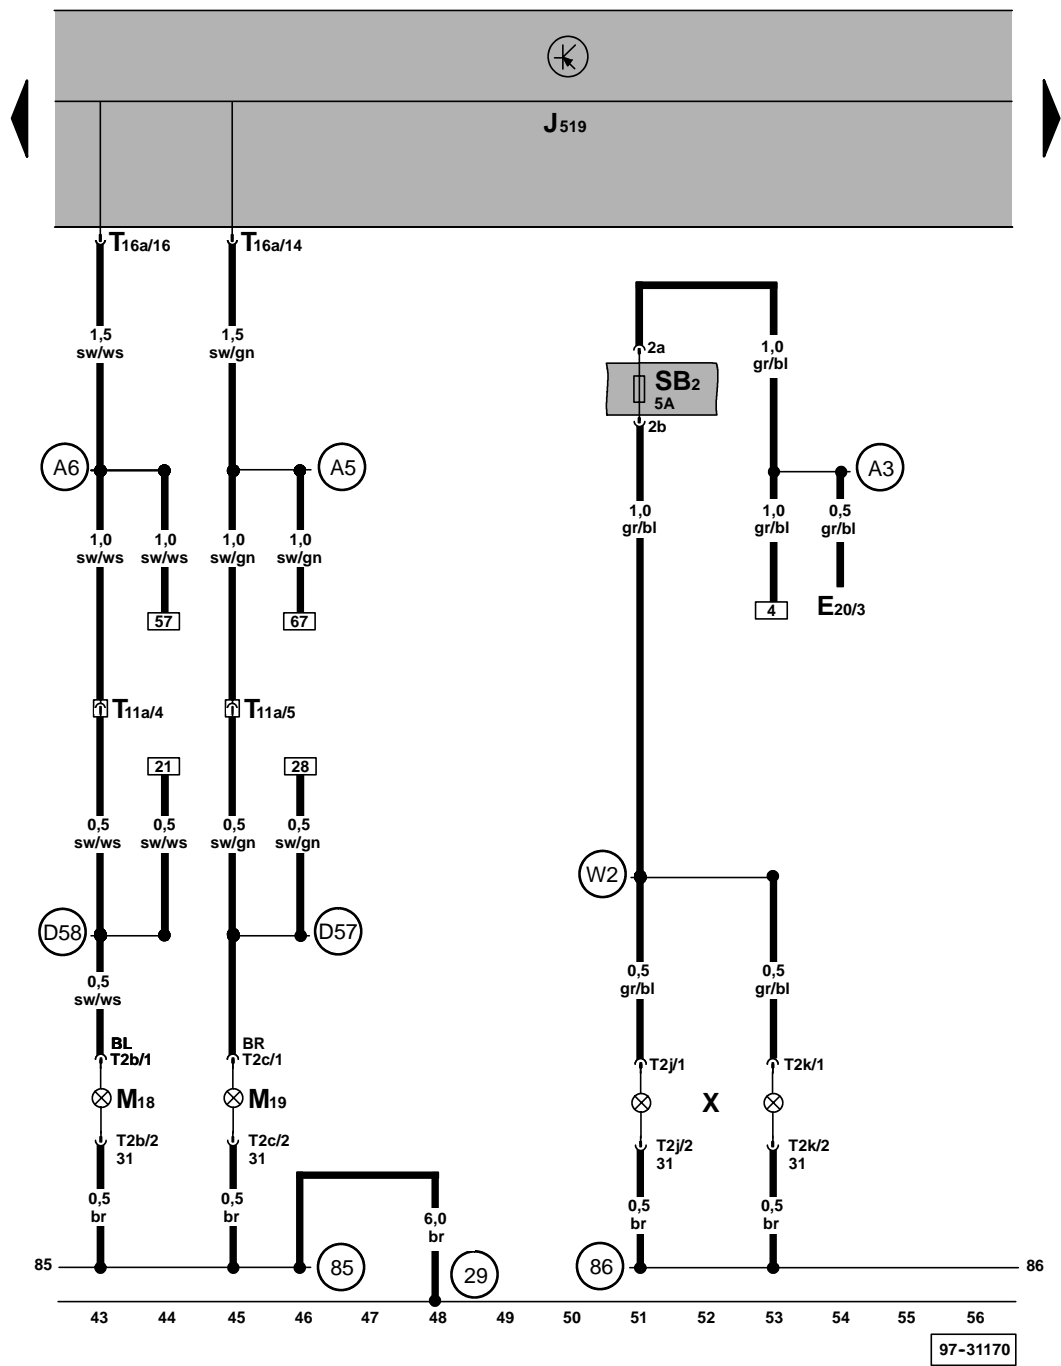 J519
T16a/16
T16a/14
1,5
sw/ws
1,5
sw/gn
2a
SB2
5A
2b
1,0
gr/bl
A6
A5
A3
1,0
sw/ws
1,0
sw/ws
1,0
sw/gn
1,0
sw/gn
1,0
gr/bl
1,0
gr/bl
0,5
gr/bl
57
67
4
E20/3
T11a/4
T11a/5
21
28
0,5
sw/ws
0,5
sw/ws
0,5
sw/gn
0,5
sw/gn
W2
D58
D57
0,5
sw/ws
0,5
gr/bl
0,5
gr/bl
BL
T2b/1
BR
T2c/1
T2j/1
T2k/1
M18
M19
X
T2b/2
31
T2c/2
31
T2j/2
31
T2k/2
31
0,5
br
0,5
br
6,0
br
0,5
br
0,5
br
85
85
29
86
86
43 44 45 46 47 48 49 50 51 52 53 54 55 56
97-31170